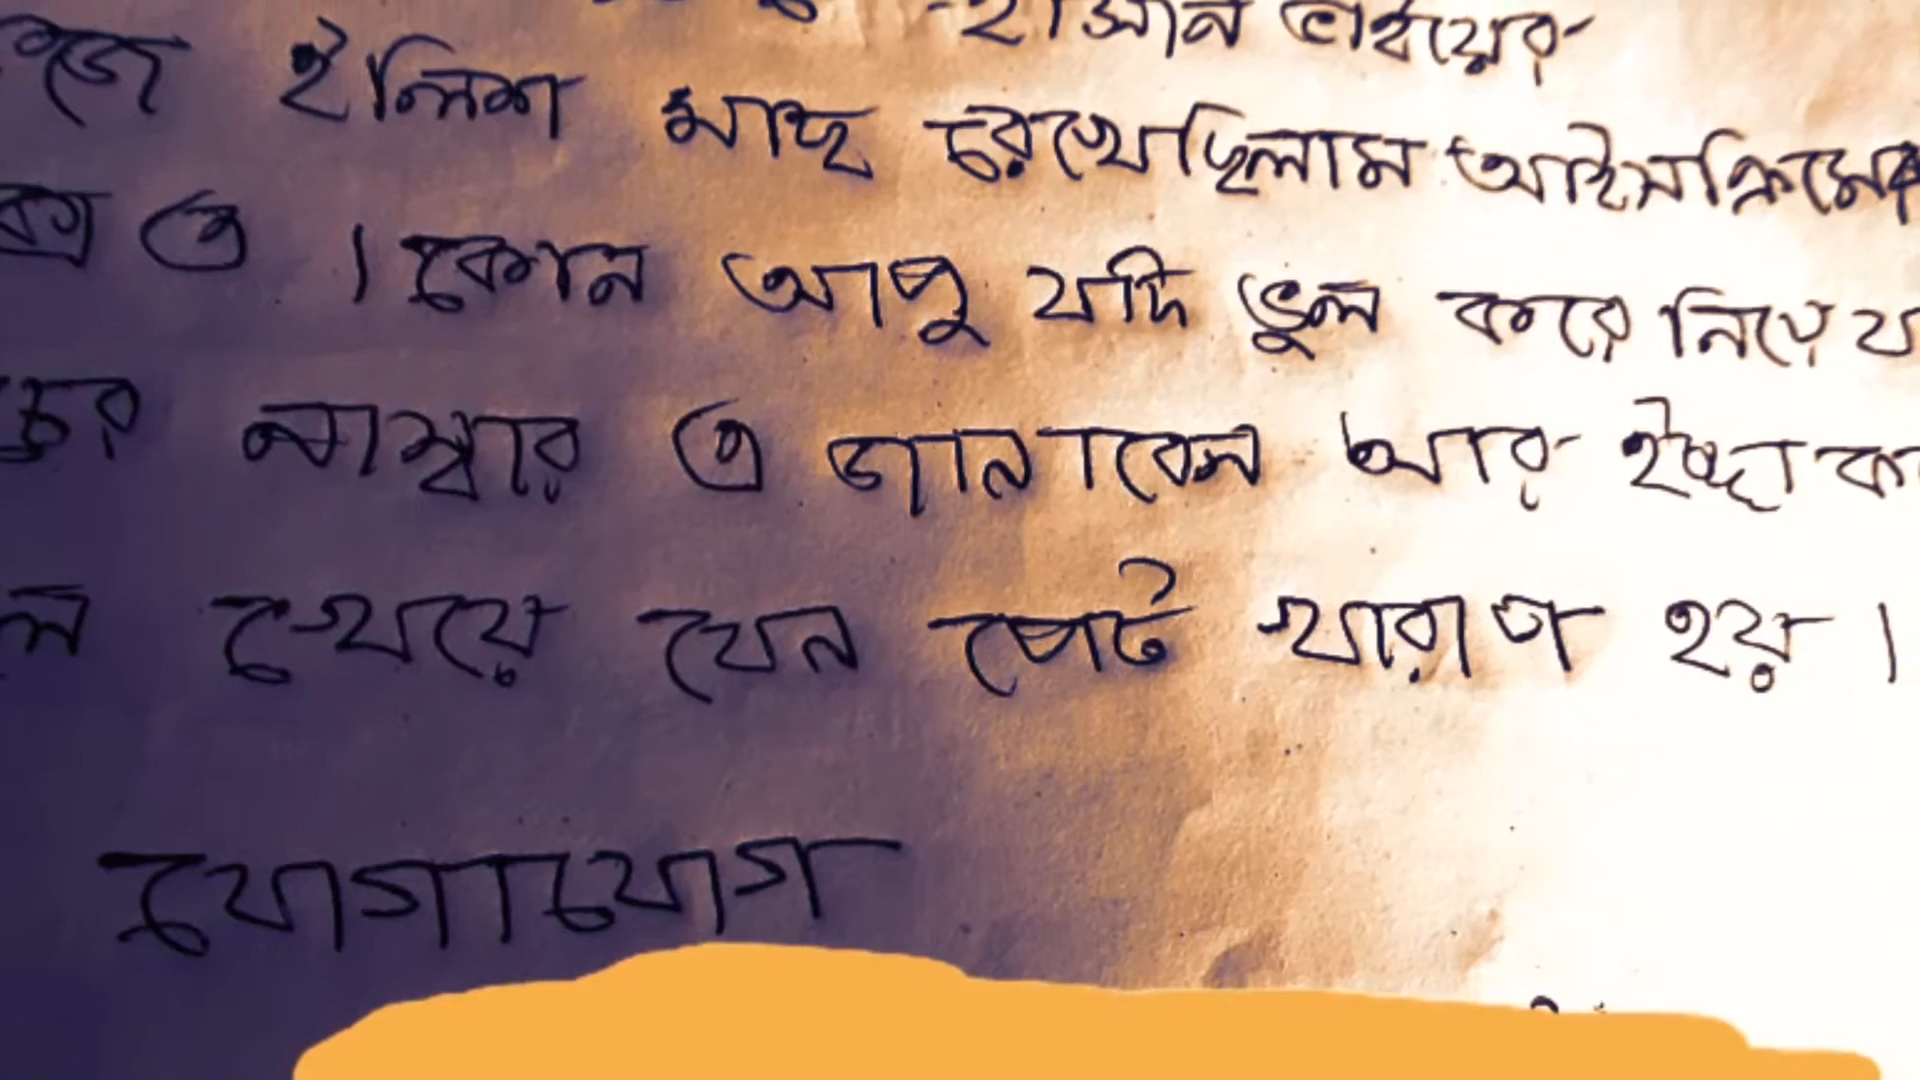 হাসান ভাইয়ের
ইলিশ মাছ রেখেছিলাম আইসক্রিমের
এ । কোন আপু যদি ভুল করে নিয়ে য
নাম্বার এ জানাবেন আর ইচ্ছা ক
খেয়ে যেন পেট খারাপ হয় ।
যোগাযোগ